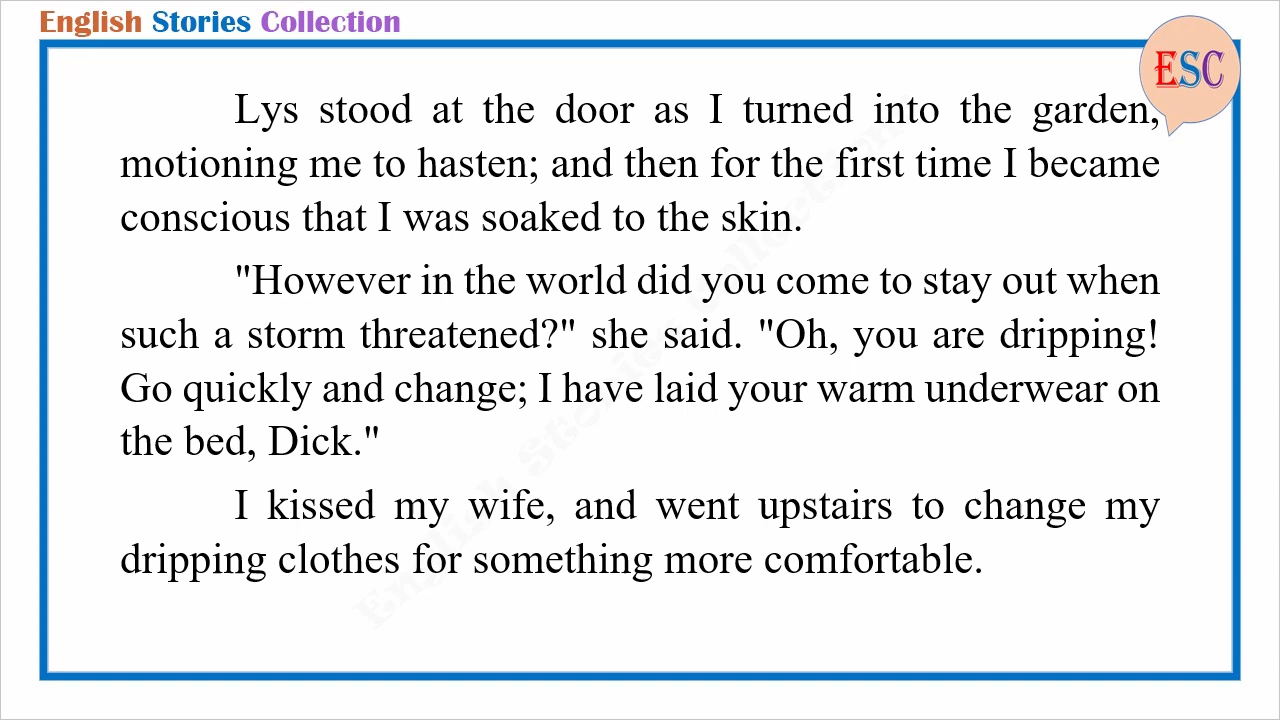 English Stories Collection
ESC
Lys stood at the door as I turned into the garden,
motioning me to hasten; and then for the first time I became
conscious that I was soaked to the skin.
"However in the world did you come to stay out when
such a storm threatened?" she said. "Oh, you are dripping!
Go quickly and change; I have laid your warm underwear on
the bed, Dick."
I kissed my wife, and went upstairs to change my
dripping clothes for something more comfortable.
English Stories Collection